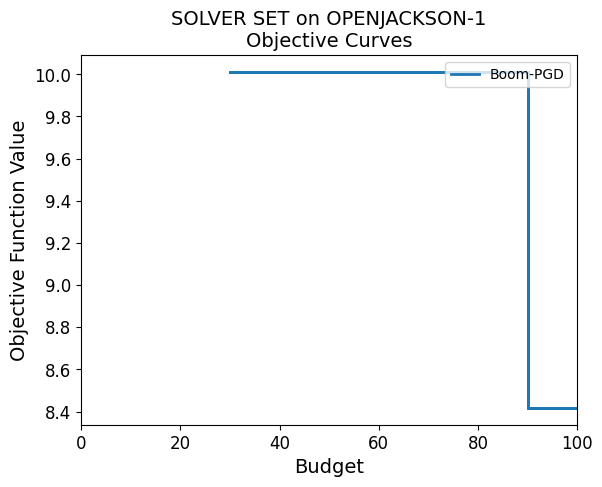 SOLVER SET on OPENJACKSON-1
Objective Curves
Boom-PGD
Objective Function Value
10.0
9.8
9.6
9.4
9.2
9.0
8.8
8.6
8.4
0 20 40 60 80 100
Budget